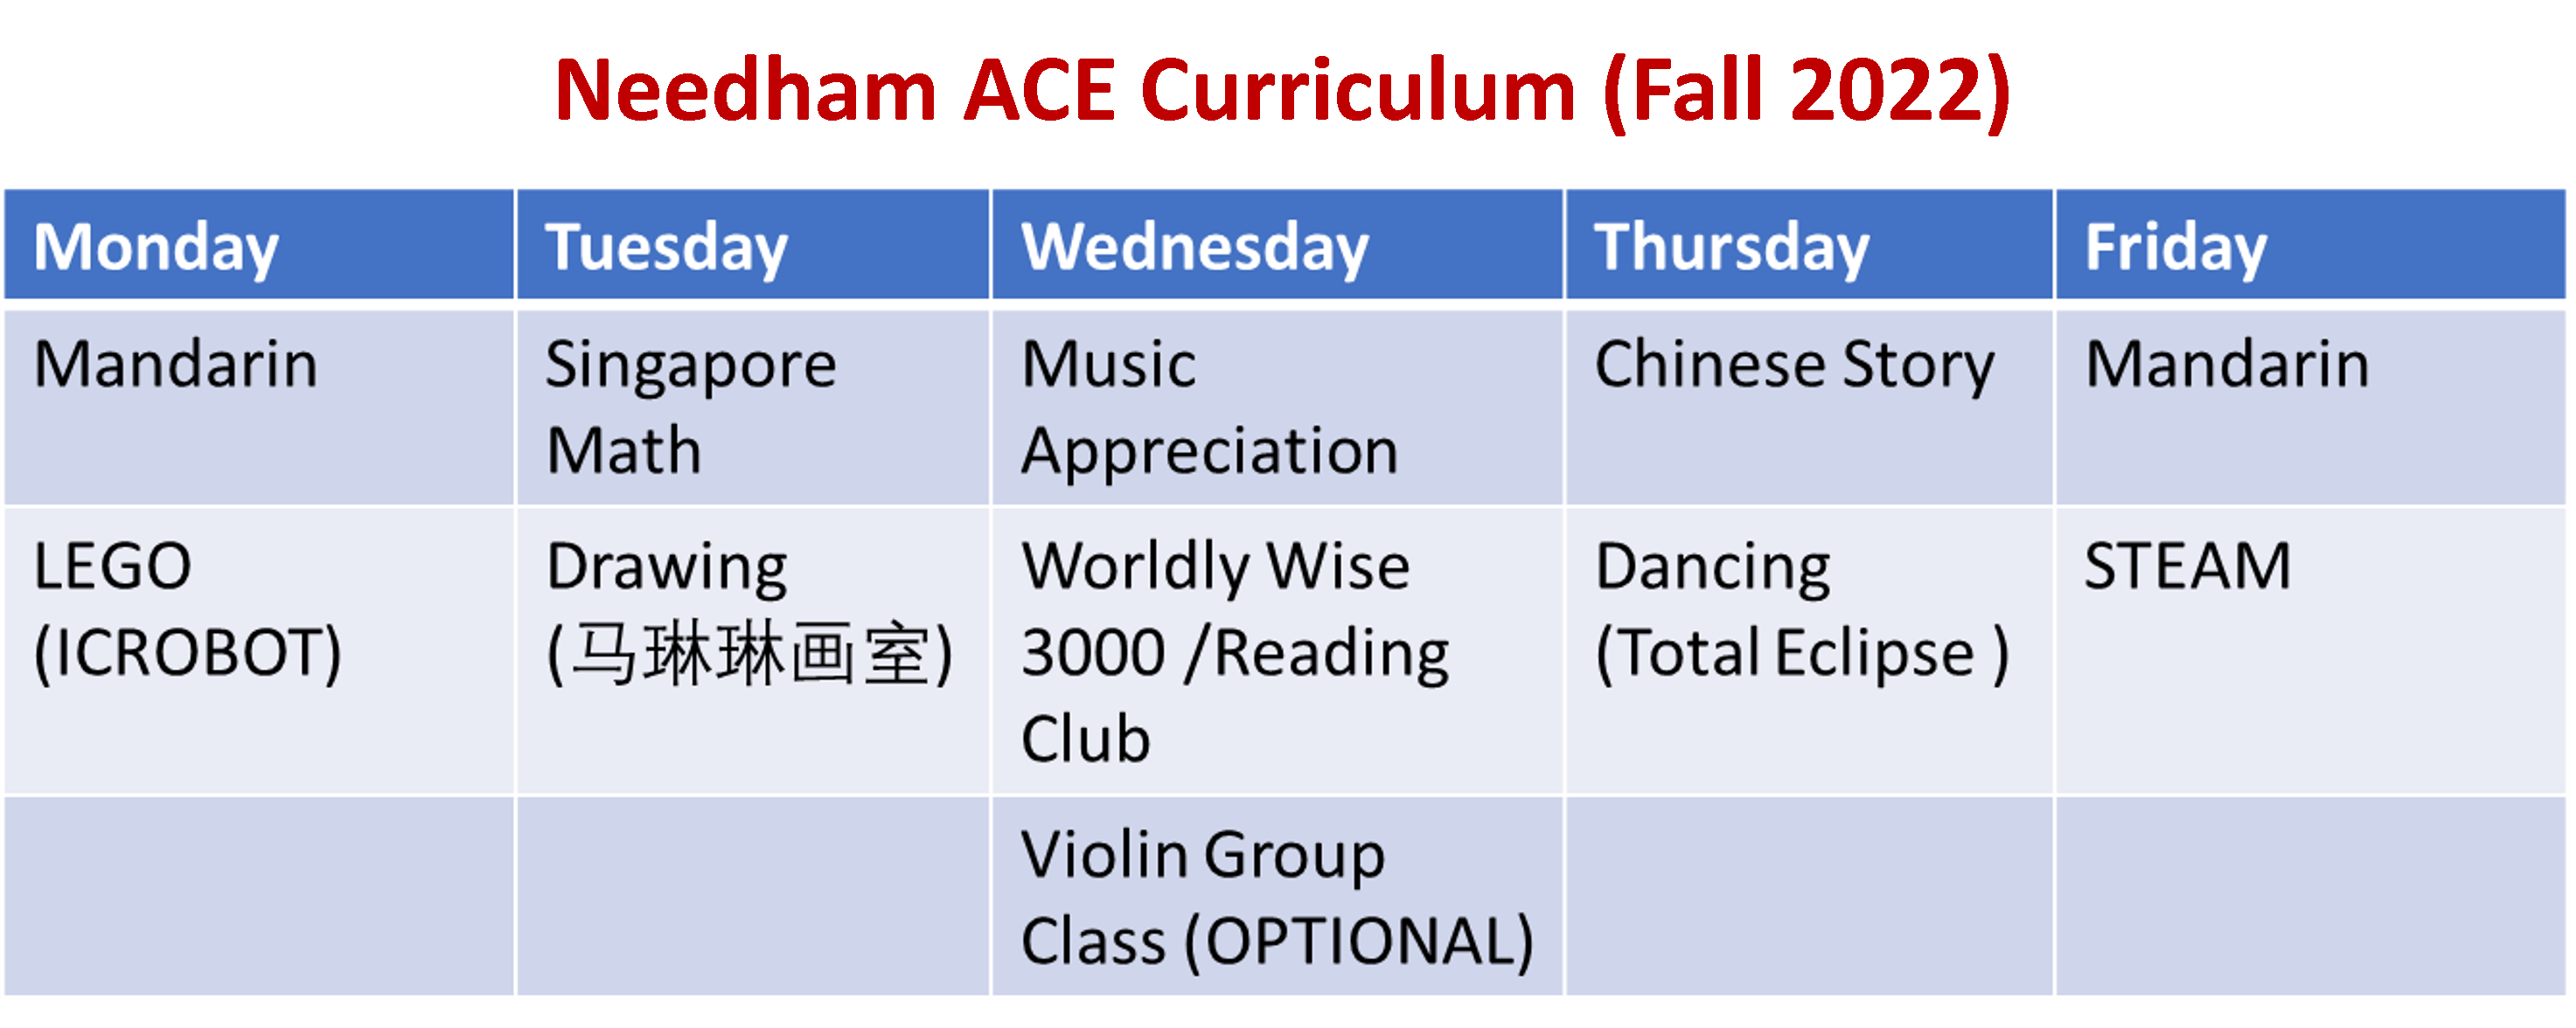 Needham ACE Curriculum (Fall 2022)
Monday
Tuesday
Wednesday
Thursday
Friday
Mandarin
Singapore
Math
Music
Appreciation
Chinese Story
Mandarin
LEGO
(ICROBOT)
Drawing
(马琳琳画室)
Worldly Wise
3000 /Reading
Club
Dancing
(Total Eclipse )
STEAM
Violin Group
Class (OPTIONAL)